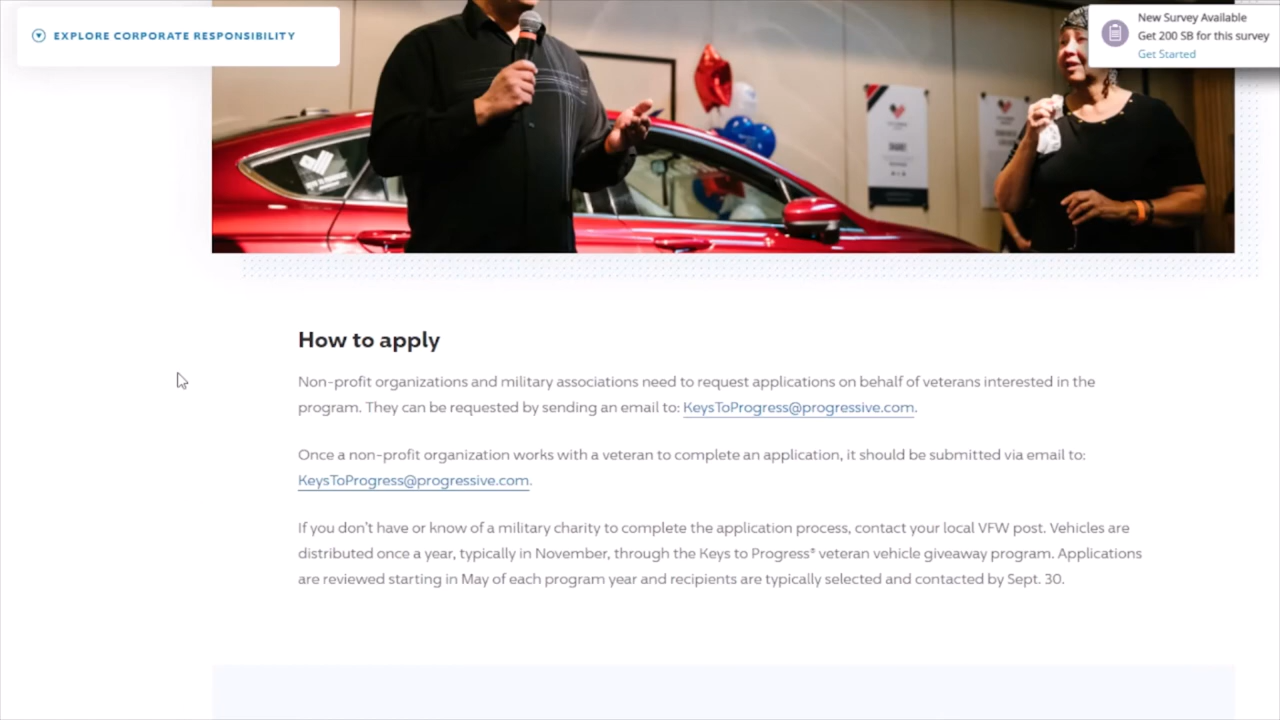 EXPLORE CORPORATE RESPONSIBILITY
New Survey Available
Get 200 SB for this survey
Get Started
How to apply
Non-profit organizations and military associations need to request applications on behalf of veterans interested in the
program. They can be requested by sending an email to: KeysToProgress@progressive.com.
Once a non-profit organization works with a veteran to complete an application, it should be submitted via email to:
KeysToProgress@progressive.com.
If you don't have or know of a military charity to complete the application process, contact your local VFW post. Vehicles are
distributed once a year, typically in November, through the Keys to Progress® veteran vehicle giveaway program. Applications
are reviewed starting in May of each program year and recipients are typically selected and contacted by Sept. 30.